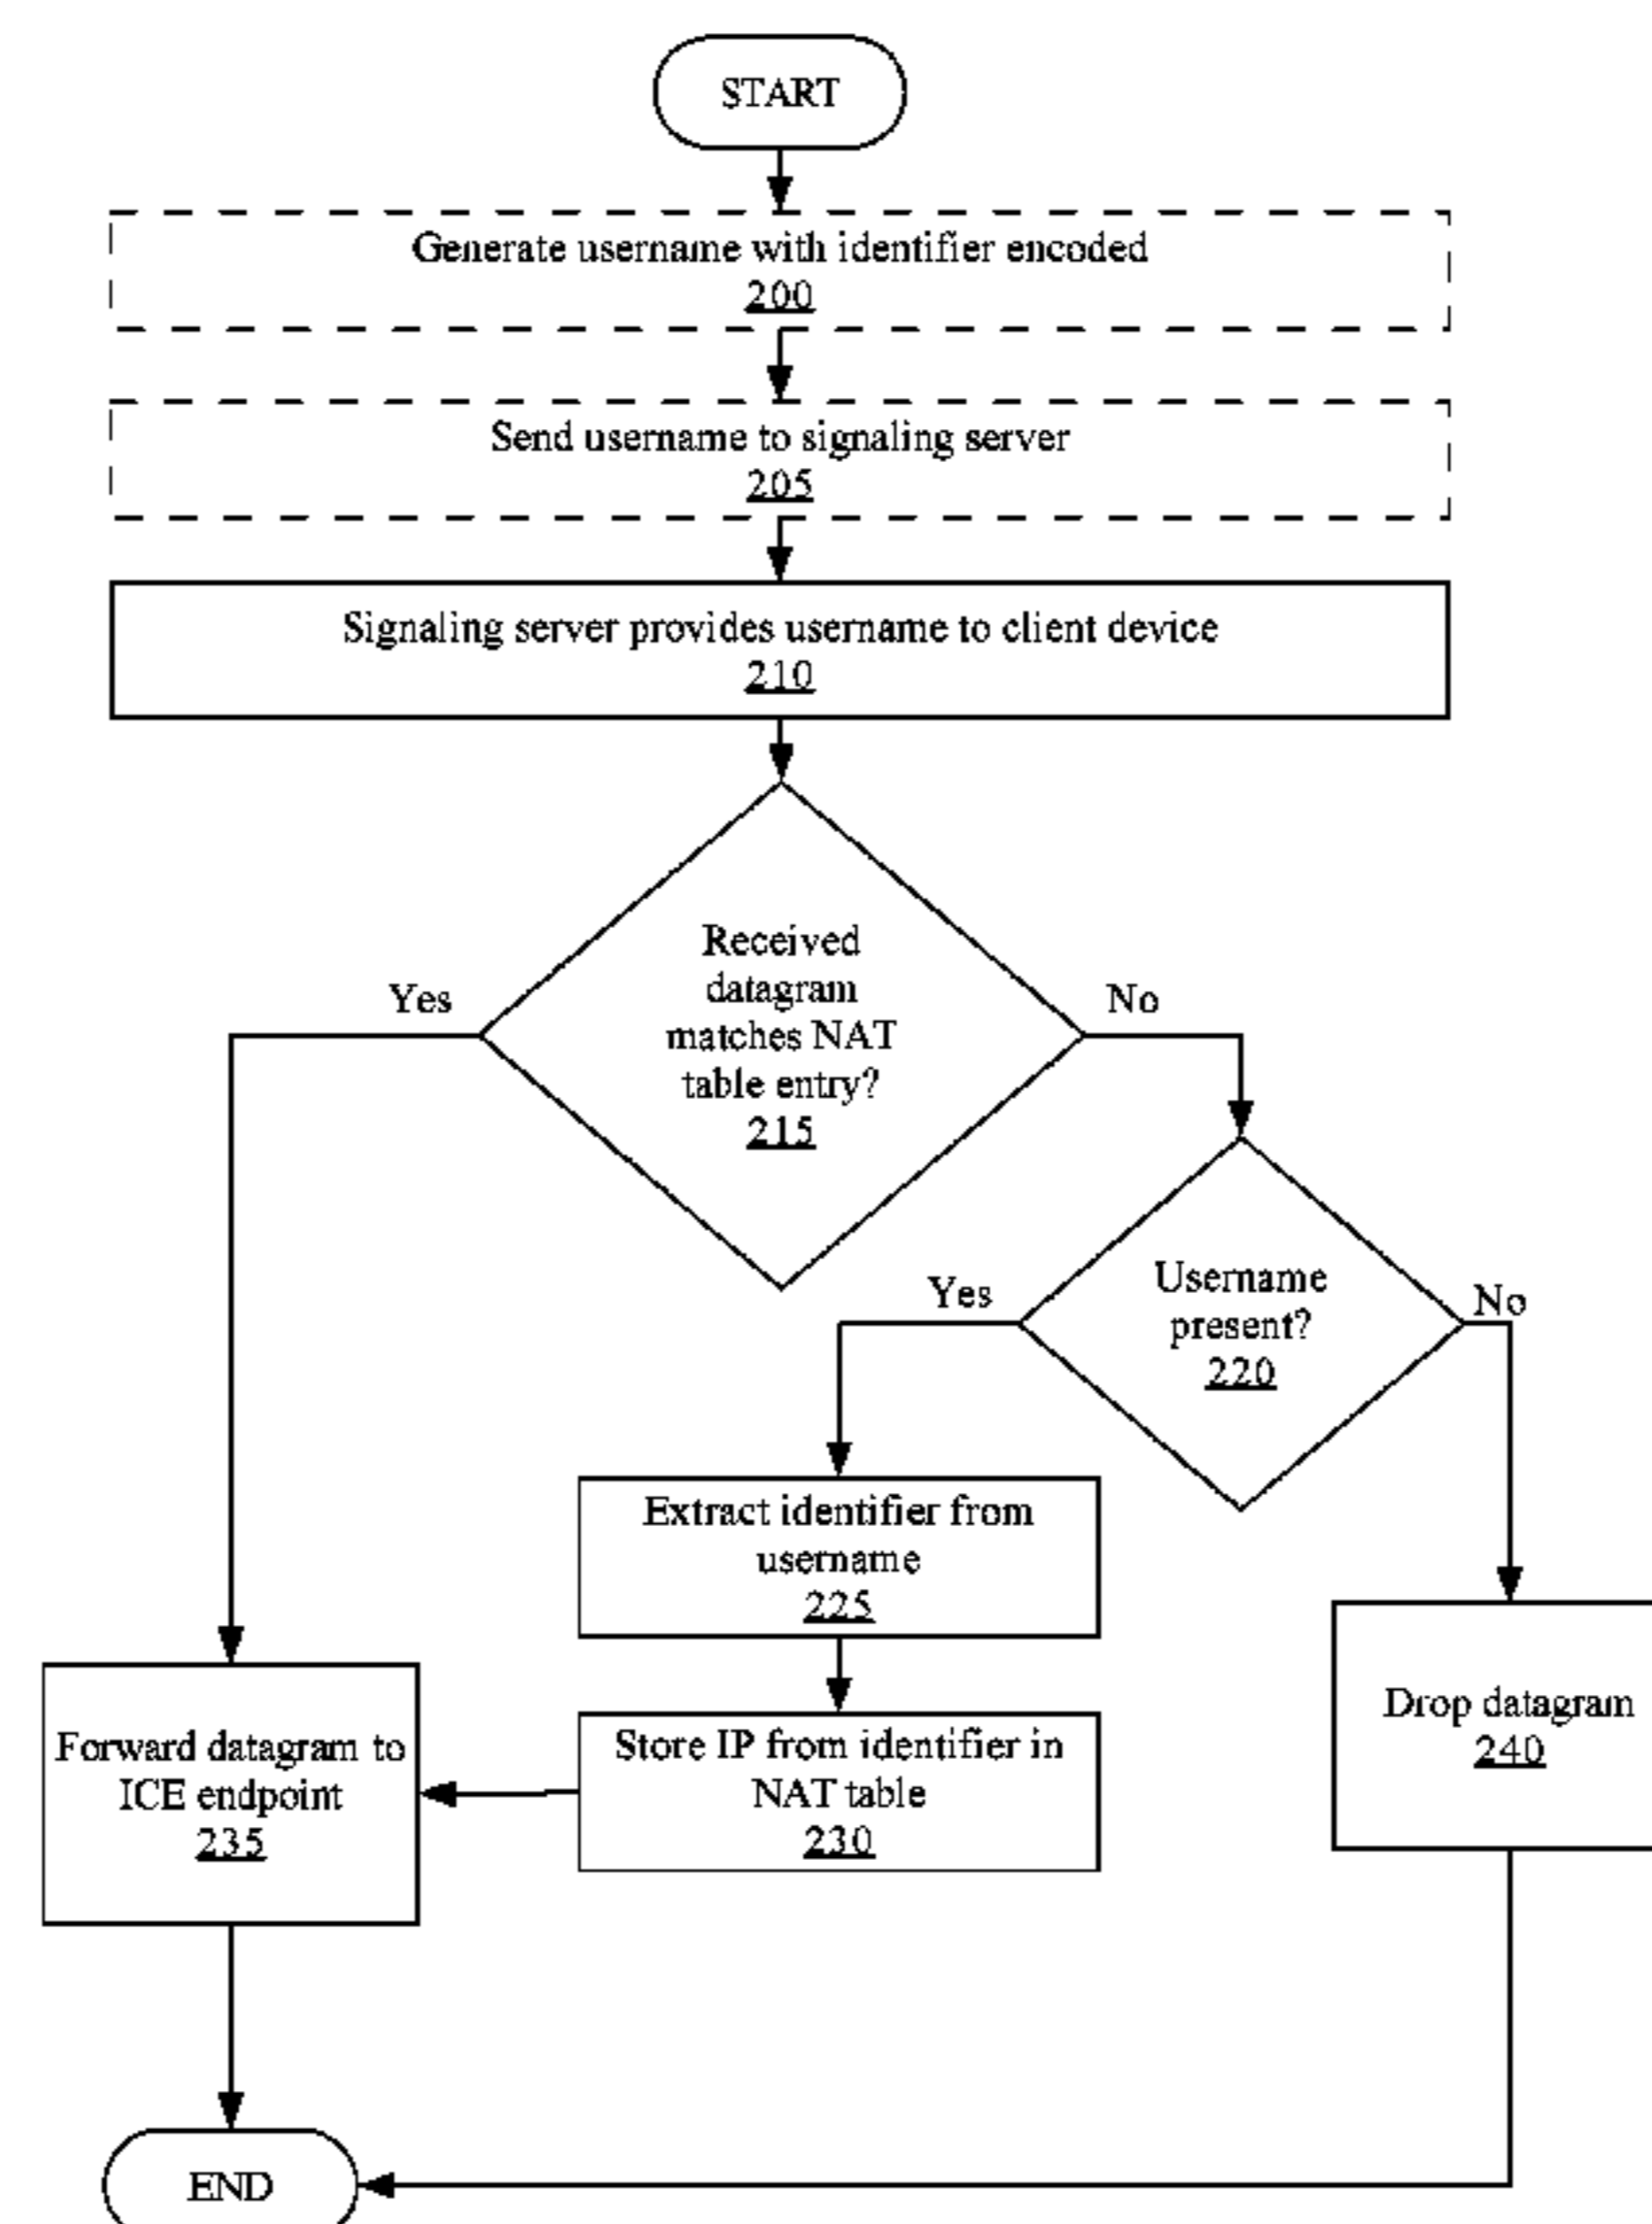 START
Generate username with identifier encoded
200
Send username to signaling server
205
Signaling server provides username to client device
210
Received
datagram
matches NAT
table entry?
215
Yes
No
Username
present?
220
Yes
No
Extract identifier from
username
225
Store IP from identifier in
NAT table
230
Forward datagram to
ICE endpoint
235
Drop datagram
240
END